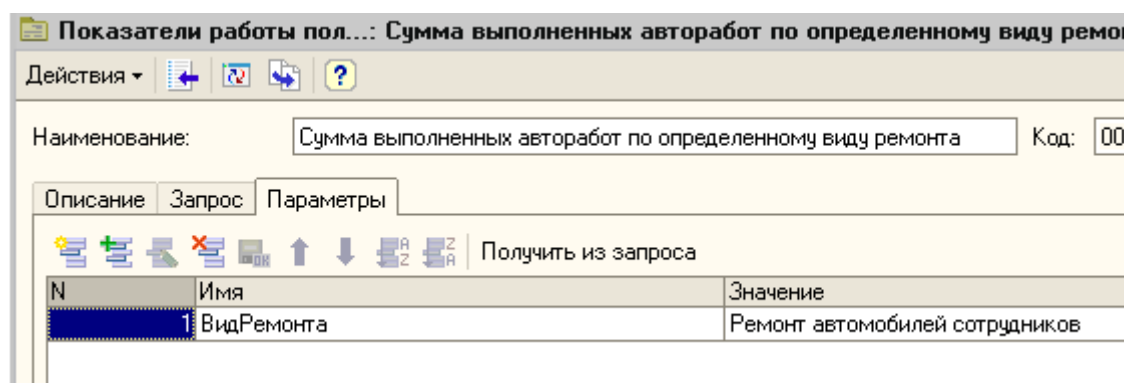 Показатели работы пол...: Сумма выполненных авторабот по определенному виду
Действия
Наименование: Сумма выполненных авторабот по определенному виду ремонта Код: 00
Описание Запрос Параметры
Получить из запроса
N Имя Значение
1 ВидРемонта Ремонт автомобилей сотрудников